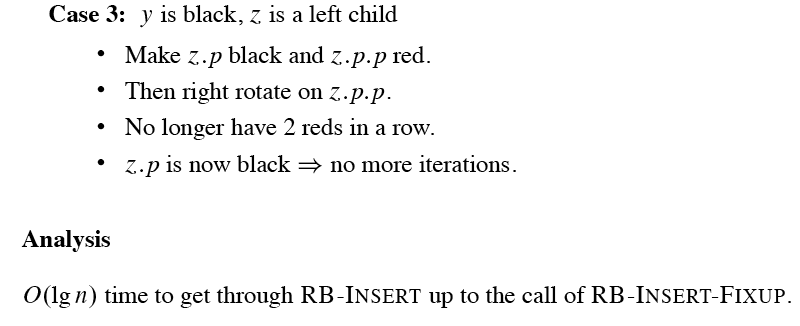 Case 3: y is black, z is a left child
• Make z.p black and z.p.p red.
• Then right rotate on z.p.p.
• No longer have 2 reds in a row.
• z.p is now black ⇒ no more iterations.
Analysis
O(lg n) time to get through RB-INSERT up to the call of RB-INSERT-FIXUP.